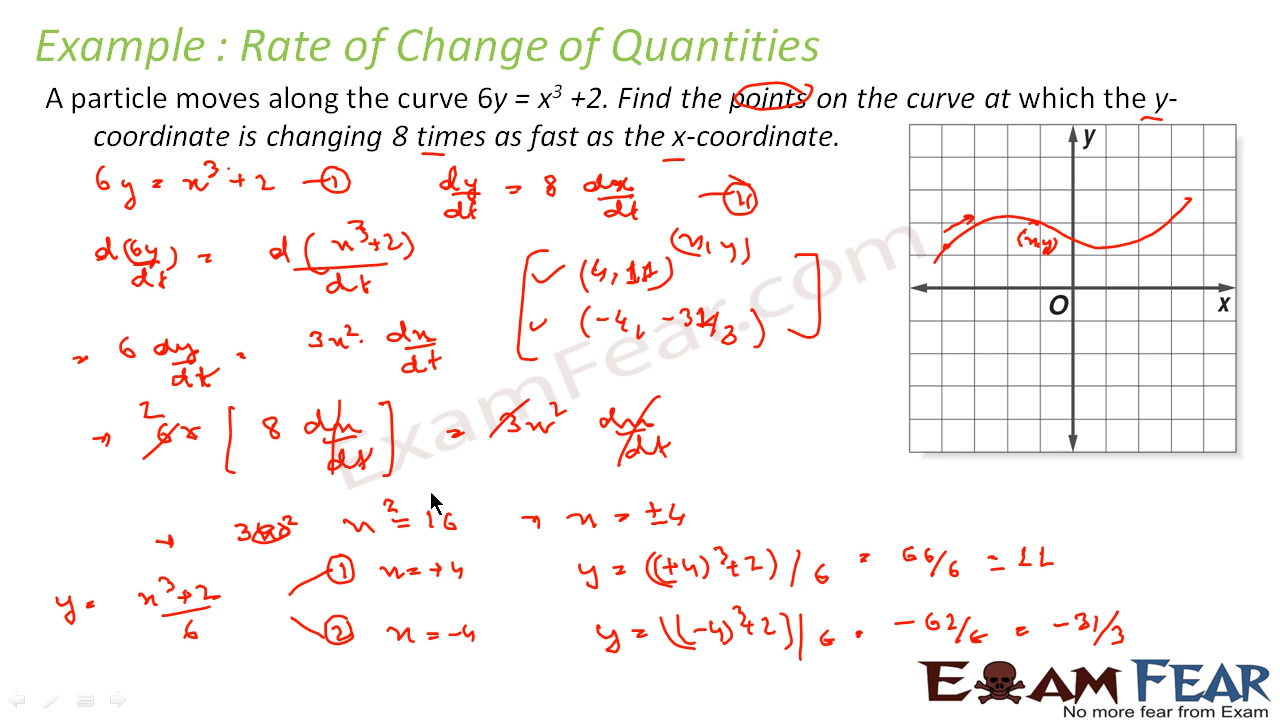 Example : Rate of Change of Quantities
A particle moves along the curve 6y = x³ +2. Find the points on the curve at which the y-
coordinate is changing 8 times as fast as the x-coordinate.
6y = x³ + 2 — ①
dy/dt = 8 dx/dt — ⑪
d(6y)/dt = d(x³+2)/dt
(x, y)
(4, 11)
(-4, -31/3)
= 6 dy/dt = 3x² · dx/dt
→ 6 x [8 dx/dt] = 3x² dx/dt
2
→ x² = 16 → x = ±4
y = x³+2/6
① x = +4 y = ((+4)³+2)/6 = 66/6 = 11
② x = -4 y = ((-4)³+2)/6 = -62/6 = -31/3
y
(x,y)
O
x
ExamFear.com
EXAM FEAR
No more fear from Exam